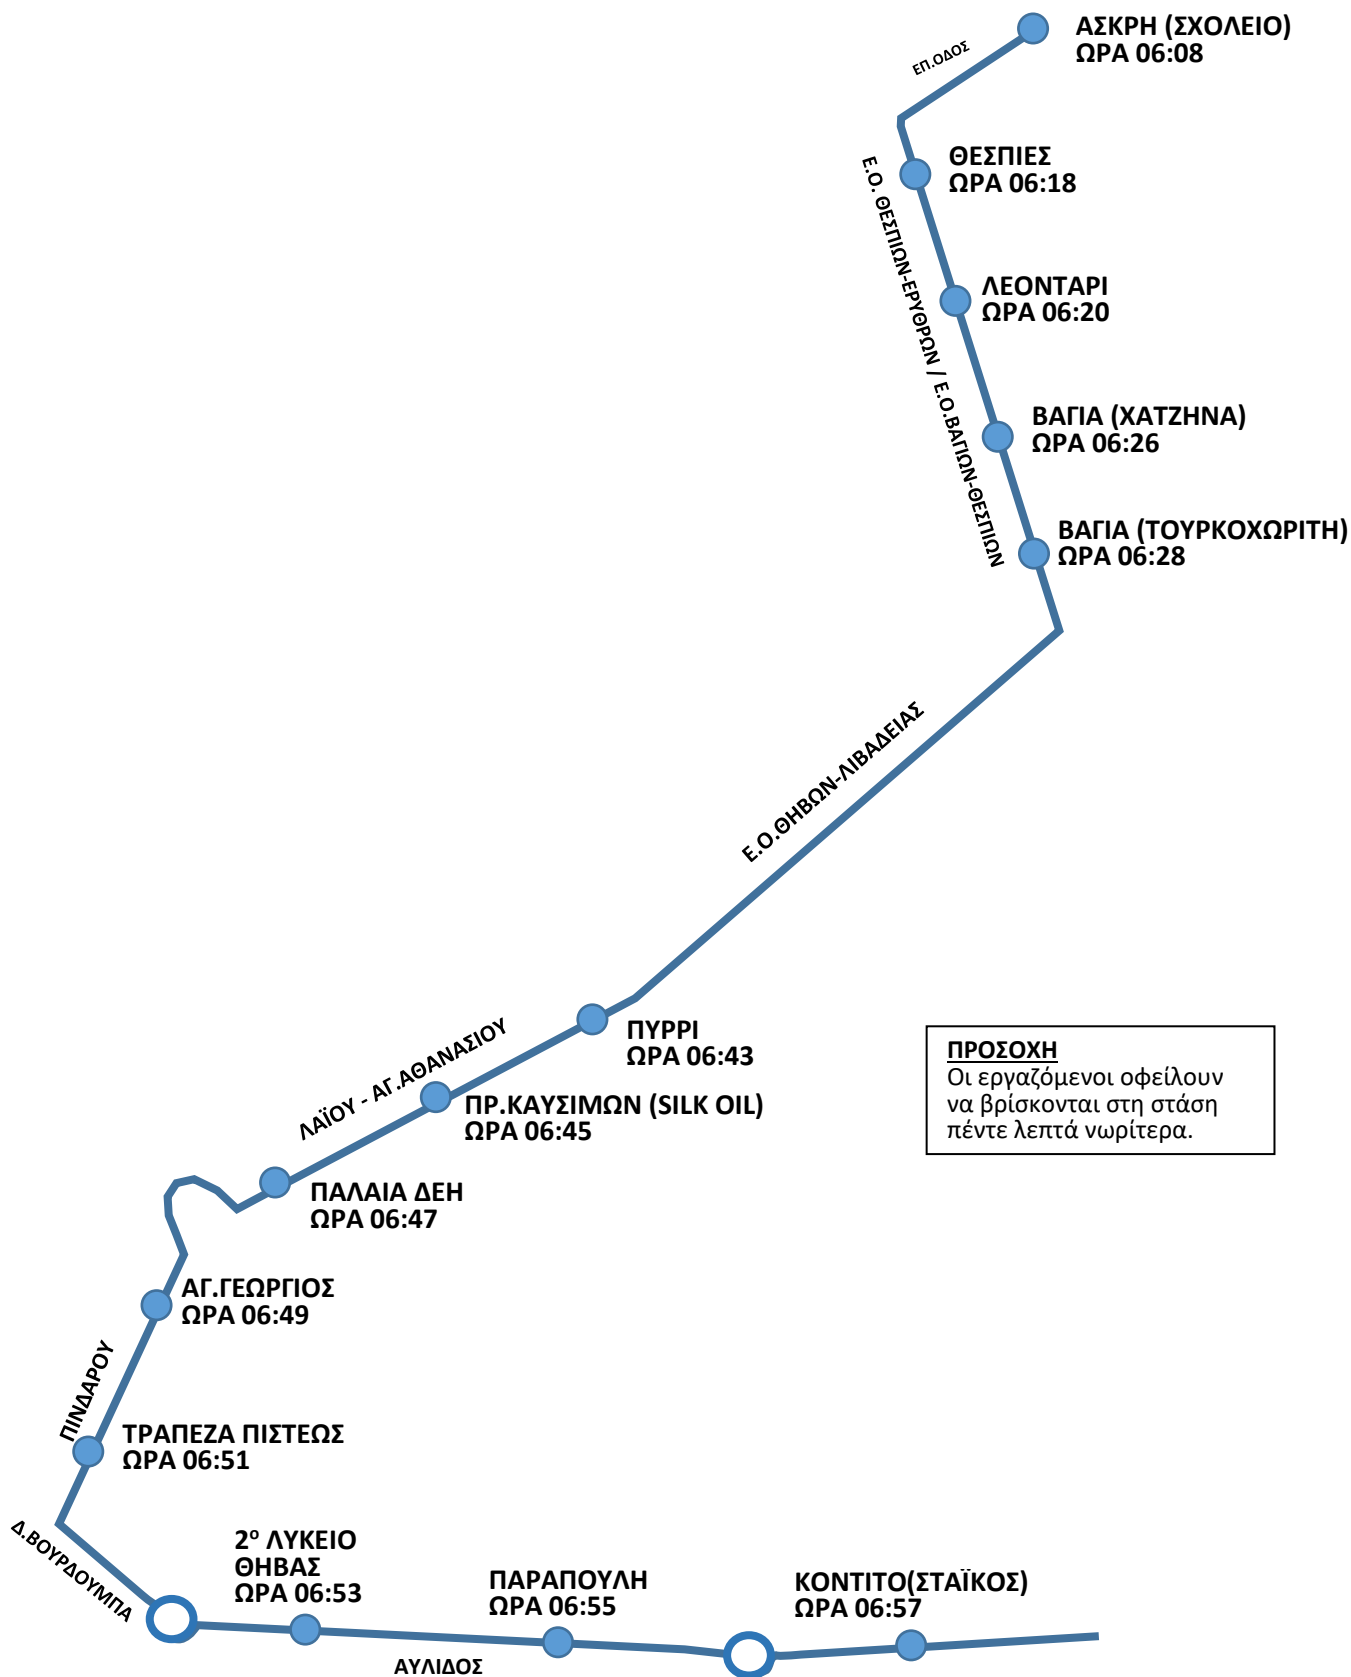 ΑΣΚΡΗ (ΣΧΟΛΕΙΟ)
ΩΡΑ 06:08
ΕΠ.ΟΔΟΣ
ΘΕΣΠΙΕΣ
ΩΡΑ 06:18
Ε.Ο. ΘΕΣΠΙΩΝ-ΕΡΥΘΡΩΝ / Ε.Ο.ΒΑΓΙΩΝ-ΘΕΣΠΙΩΝ
ΛΕΟΝΤΑΡΙ
ΩΡΑ 06:20
ΒΑΓΙΑ (ΧΑΤΖΗΝΑ)
ΩΡΑ 06:26
ΒΑΓΙΑ (ΤΟΥΡΚΟΧΩΡΙΤΗ)
ΩΡΑ 06:28
Ε.Ο.ΘΗΒΩΝ-ΛΙΒΑΔΕΙΑΣ
ΠΥΡΡΙ
ΩΡΑ 06:43
ΠΡΟΣΟΧΗ
Οι εργαζόμενοι οφείλουν
να βρίσκονται στη στάση
πέντε λεπτά νωρίτερα.
ΛΑΪΟΥ - ΑΓ.ΑΘΑΝΑΣΙΟΥ
ΠΡ.ΚΑΥΣΙΜΩΝ (SILK OIL)
ΩΡΑ 06:45
ΠΑΛΑΙΑ ΔΕΗ
ΩΡΑ 06:47
ΑΓ.ΓΕΩΡΓΙΟΣ
ΩΡΑ 06:49
ΠΙΝΔΑΡΟΥ
ΤΡΑΠΕΖΑ ΠΙΣΤΕΩΣ
ΩΡΑ 06:51
Δ.ΒΟΥΡΔΟΥΜΠΑ
2ο ΛΥΚΕΙΟ
ΘΗΒΑΣ
ΩΡΑ 06:53
ΠΑΡΑΠΟΥΛΗ
ΩΡΑ 06:55
ΚΟΝΤΙΤΟ(ΣΤΑΪΚΟΣ)
ΩΡΑ 06:57
ΑΥΛΙΔΟΣ